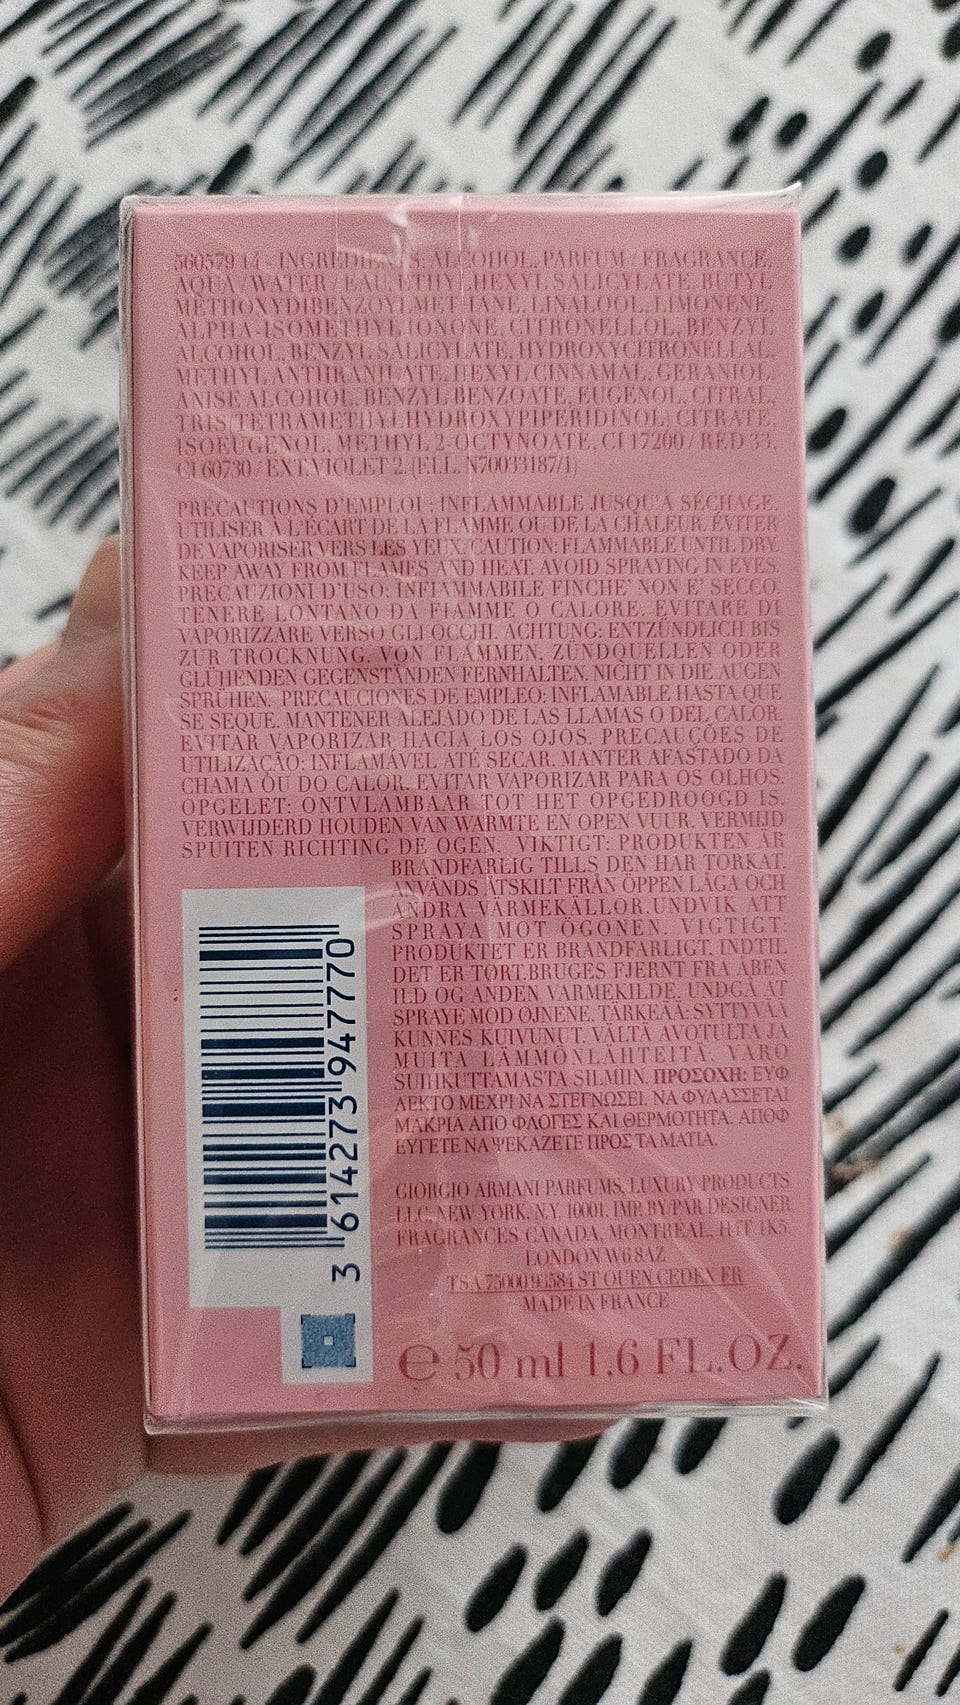 560579 14 - INGREDIENTS: ALCOHOL, PARFUM / FRAGRANCE,
AQUA / WATER / EAU, ETHYLHEXYL SALICYLATE, BUTYL
METHOXYDIBENZOYLMETHANE, LINALOOL, LIMONENE,
ALPHA-ISOMETHYL IONONE, CITRONELLOL, BENZYL
ALCOHOL, BENZYL SALICYLATE, HYDROXYCITRONELLAL,
METHYL ANTHRANILATE, HEXYL CINNAMAL, GERANIOL,
ANISE ALCOHOL, BENZYL BENZOATE, EUGENOL, CITRAL,
TRIS(TETRAMETHYLHYDROXYPIPERIDINOL) CITRATE,
ISOEUGENOL, METHYL 2-OCTYNOATE, CI 17200 / RED 33,
CI 60730 / EXT. VIOLET 2. (F.I.L. N70033187/1)
PRÉCAUTIONS D'EMPLOI : INFLAMMABLE JUSQU'À SÉCHAGE.
UTILISER À L'ÉCART DE LA FLAMME OU DE LA CHALEUR. ÉVITER
DE VAPORISER VERS LES YEUX. CAUTION: FLAMMABLE UNTIL DRY.
KEEP AWAY FROM FLAMES AND HEAT. AVOID SPRAYING IN EYES.
PRECAUZIONI D'USO: INFIAMMABILE FINCHE' NON E' SECCO.
TENERE LONTANO DA FIAMME O CALORE. EVITARE DI
VAPORIZZARE VERSO GLI OCCHI. ACHTUNG: ENTZÜNDLICH BIS
ZUR TROCKNUNG. VON FLAMMEN, ZÜNDQUELLEN ODER
GLÜHENDEN GEGENSTÄNDEN FERNHALTEN. NICHT IN DIE AUGEN
SPRÜHEN. PRECAUCIONES DE EMPLEO: INFLAMABLE HASTA QUE
SE SEQUE. MANTENER ALEJADO DE LAS LLAMAS O DEL CALOR.
EVITAR VAPORIZAR HACIA LOS OJOS. PRECAUÇÕES DE
UTILIZAÇÃO: INFLAMÁVEL ATÉ SECAR. MANTER AFASTADO DA
CHAMA OU DO CALOR. EVITAR VAPORIZAR PARA OS OLHOS.
OPGELET: ONTVLAMBAAR TOT HET OPGEDROOGD IS.
VERWIJDERD HOUDEN VAN WARMTE EN OPEN VUUR. VERMIJD
SPUITEN RICHTING DE OGEN. VIKTIGT: PRODUKTEN ÄR
BRANDFARLIG TILLS DEN HAR TORKAT.
ANVÄNDS ÅTSKILT FRÅN ÖPPEN LÅGA OCH
ANDRA VÄRMEKÄLLOR. UNDVIK ATT
SPRAYA MOT ÖGONEN. VIGTIGT:
PRODUKTET ER BRANDFARLIGT, INDTIL
DET ER TØRT. BRUGES FJERNT FRA ÅBEN
ILD OG ANDEN VARMEKILDE. UNDGÅ AT
SPRAYE MOD ØJNENE. TÄRKEÄÄ: SYTTYVÄÄ
KUNNES KUIVUNUT. VÄLTÄ AVOTULTA JA
MUITA LÄMMÖNLÄHTEITÄ. VARO
SUIHKUTTAMASTA SILMIIN. ΠΡΟΣΟΧΗ: ΕΥΦ
ΛΕΚΤΟ ΜΕΧΡΙ ΝΑ ΣΤΕΓΝΩΣΕΙ. ΝΑ ΦΥΛΑΣΣΕΤΑΙ
ΜΑΚΡΙΑ ΑΠΟ ΦΛΟΓΕΣ ΚΑΙ ΘΕΡΜΟΤΗΤΑ. ΑΠΟΦ
ΕΥΓΕΤΕ ΝΑ ΨΕΚΑΖΕΤΕ ΠΡΟΣ ΤΑ ΜΑΤΙΑ.
3 614273 947770
GIORGIO ARMANI PARFUMS, LUXURY PRODUCTS
LLC, NEW YORK, N.Y. 10001. IMP. BY/PAR DESIGNER
FRAGRANCES CANADA, MONTREAL, H4T 1K5.
LONDON W6 8AZ
TSA 75000 93584 ST OUEN CEDEX FR
MADE IN FRANCE
℮ 50 ml 1.6 FL.OZ.